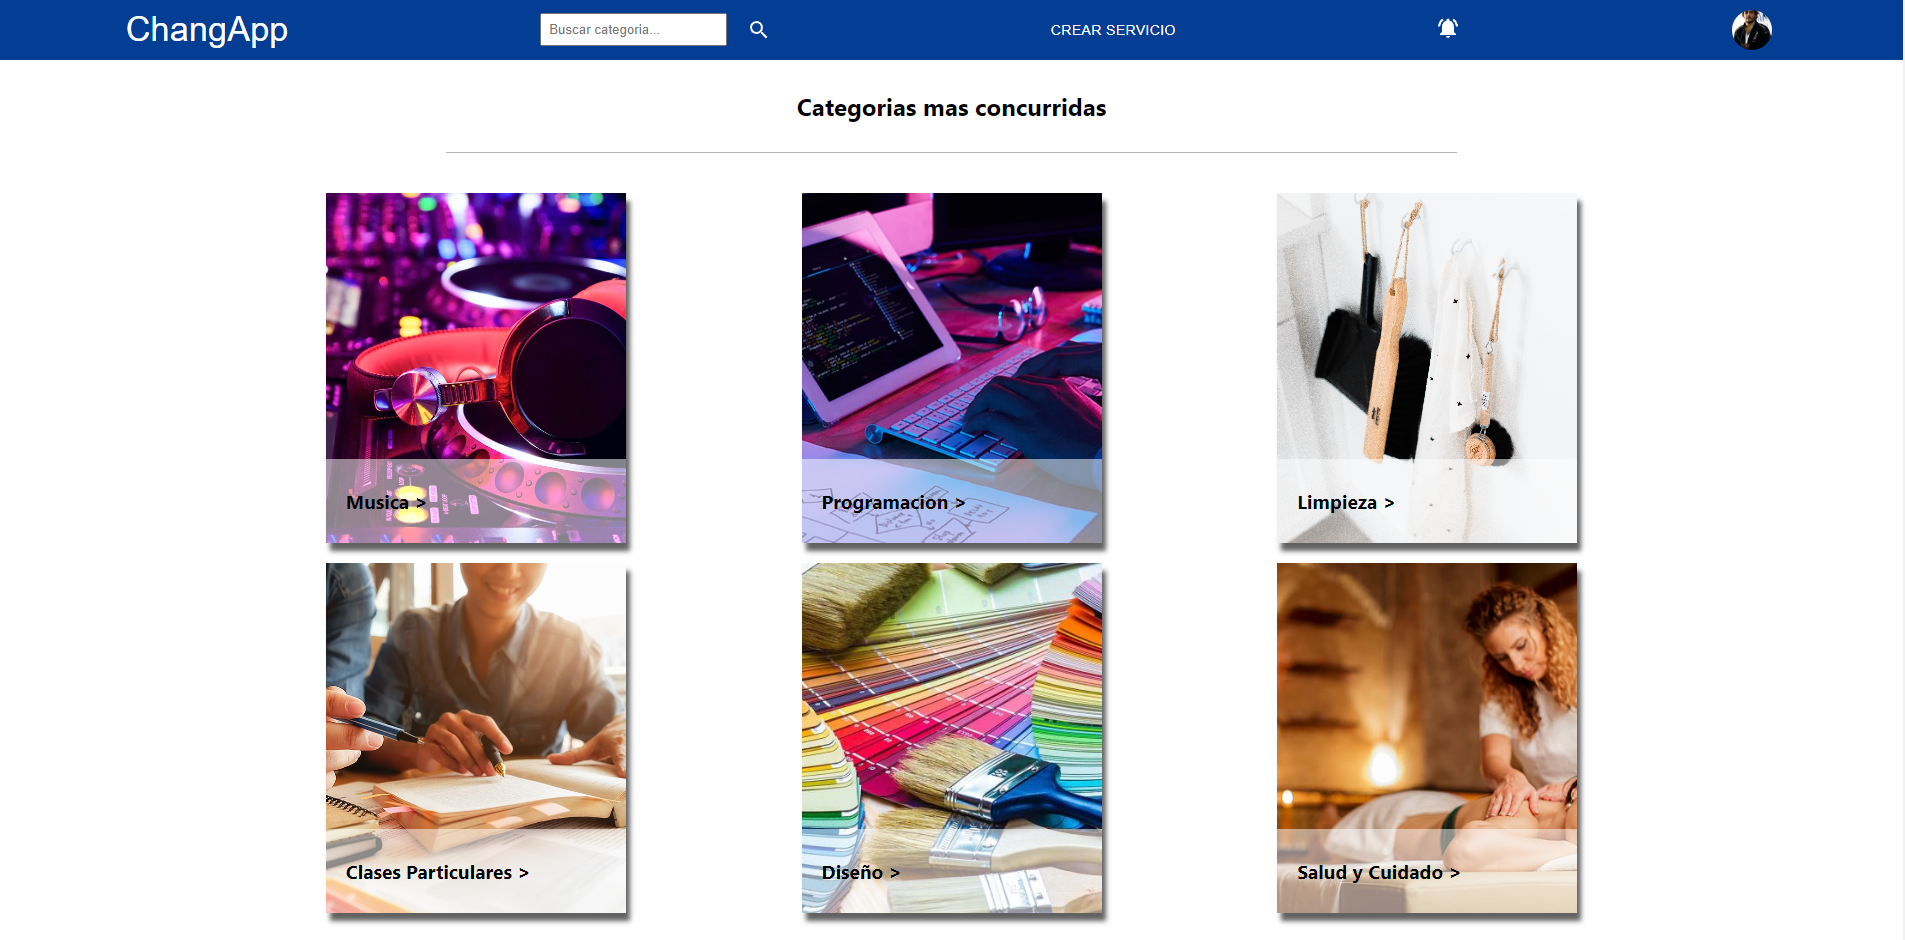 ChangApp
Buscar categoria...
CREAR SERVICIO
Categorias mas concurridas
Musica >
Programacion >
Limpieza >
Clases Particulares >
Diseño >
Salud y Cuidado >